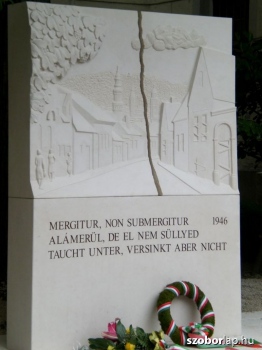 MERGITUR, NON SUBMERGITUR 1946
ALÁMERÜL, DE EL NEM SÜLLYED
TAUCHT UNTER, VERSINKT ABER NICHT
szoborlap.hu